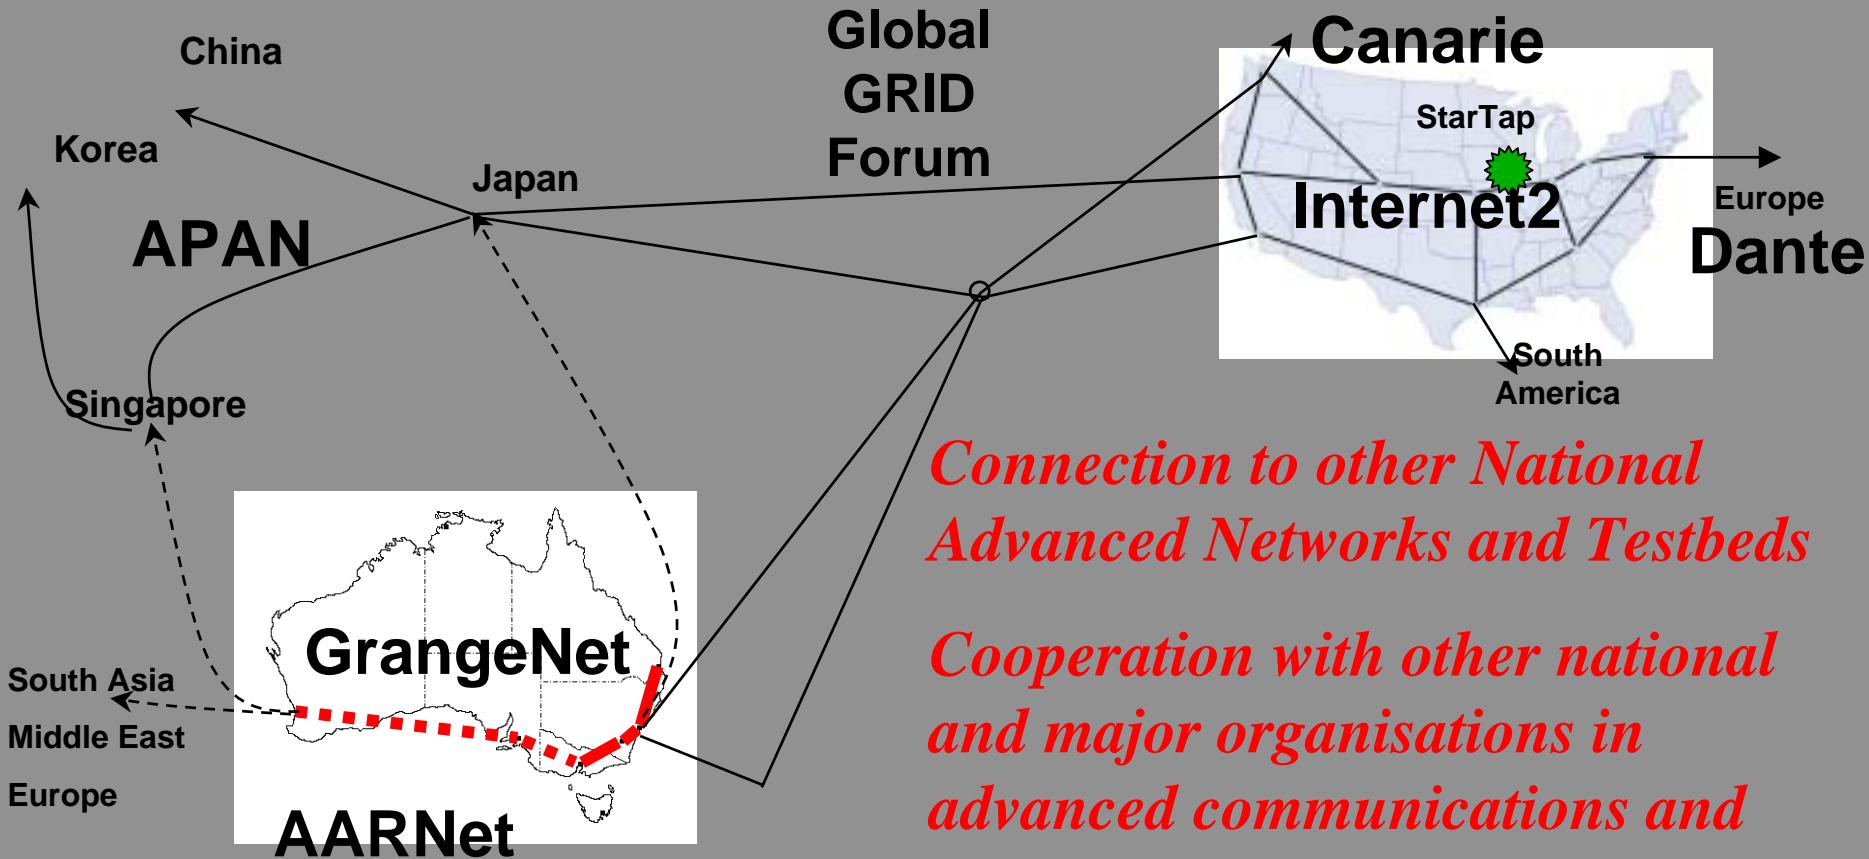 China
Global
GRID
Forum
Canarie
StarTap
Korea
Japan
Internet2
Europe
Dante
APAN
South
America
Singapore
Connection to other National
Advanced Networks and Testbeds
GrangeNet
Cooperation with other national
and major organisations in
advanced communications and
South Asia
Middle East
Europe
AARNet